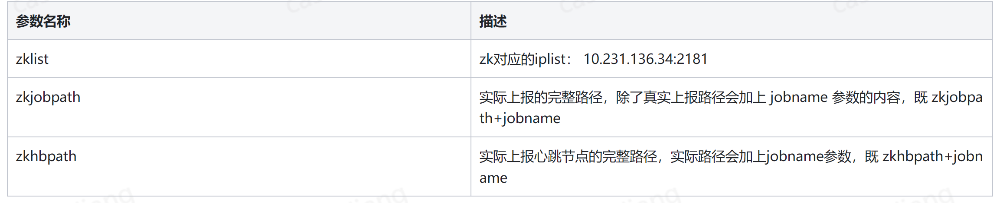 参数名称
描述
zklist
zk对应的iplist： 10.231.136.34:2181
zkjobpath
实际上报的完整路径，除了真实上报路径会加上 jobname 参数的内容，既 zkjobpa
th+jobname
zkhbpath
实际上报心跳节点的完整路径，实际路径会加上jobname参数，既 zkhbpath+jobn
ame